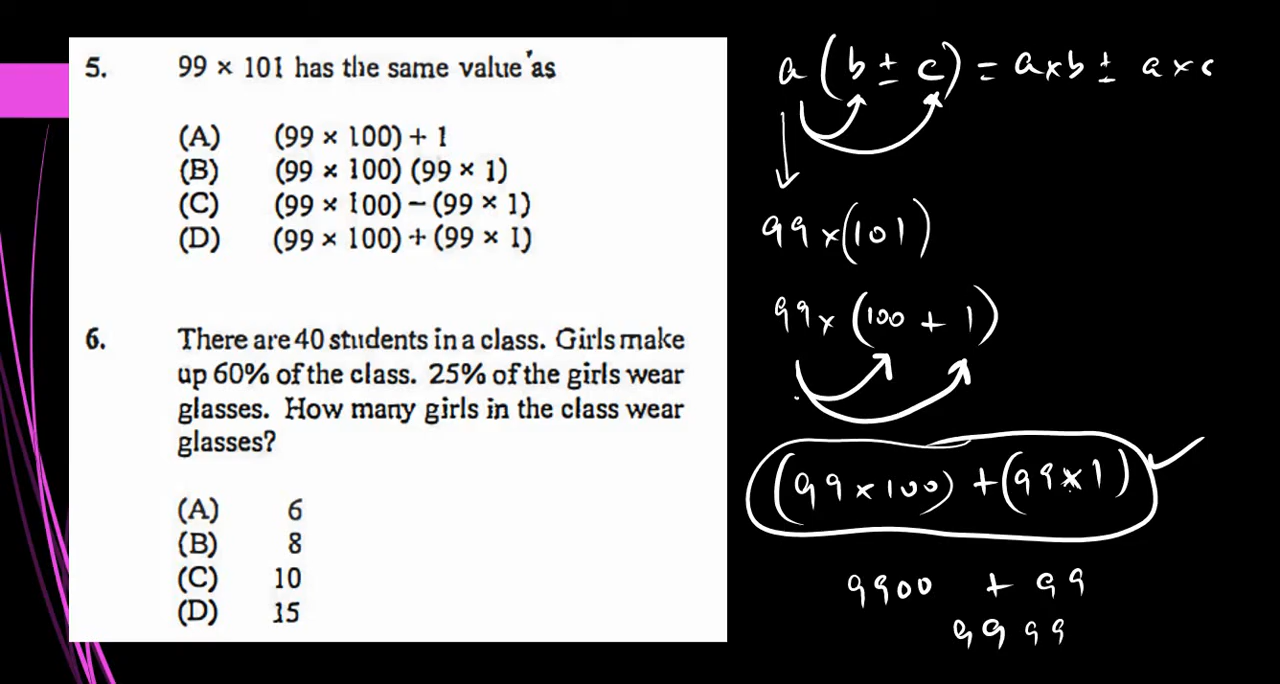 5. 99 × 101 has the same value as
(A) (99 × 100) + 1
(B) (99 × 100) (99 × 1)
(C) (99 × 100) − (99 × 1)
(D) (99 × 100) + (99 × 1)
6. There are 40 students in a class. Girls make
up 60% of the class. 25% of the girls wear
glasses. How many girls in the class wear
glasses?
(A) 6
(B) 8
(C) 10
(D) 15
a (b ± c) = a×b ± a×c
99×(101)
99×(100 + 1)
(99×100) +(99×1)
9900 + 99
9999